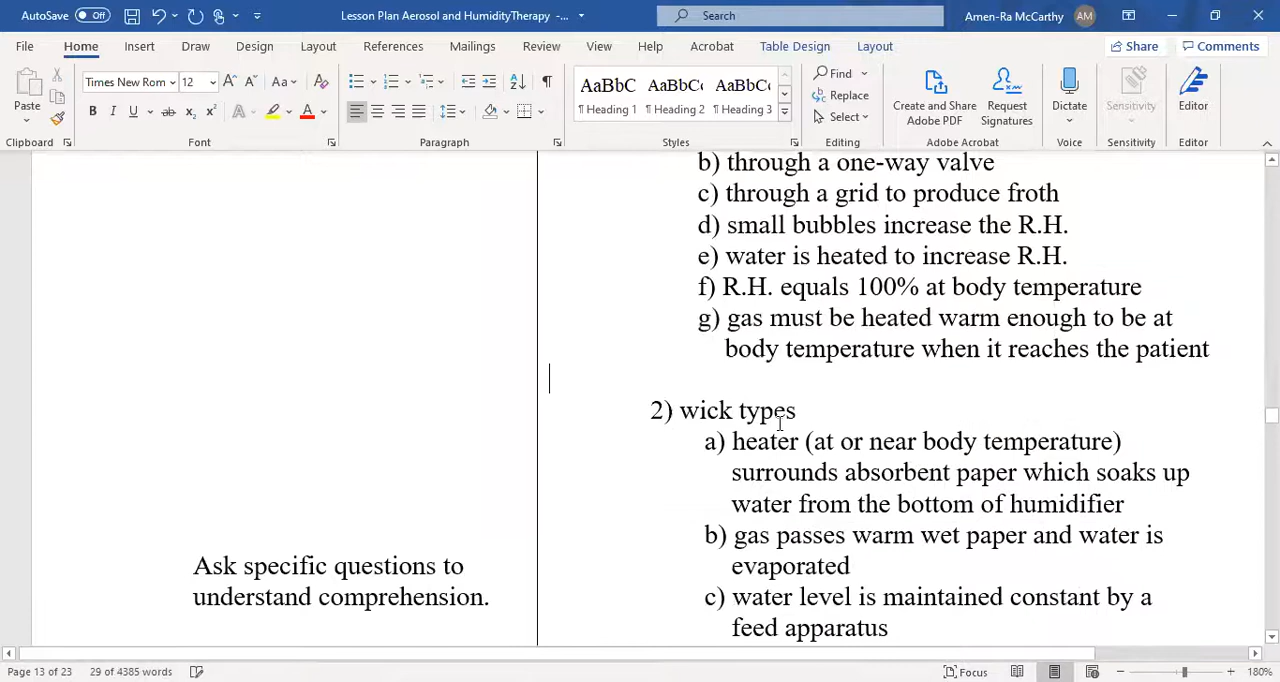 AutoSave Off Lesson Plan Aerosol and HumidityTherapy -... Search Amen-Ra McCarthy AM
File Home Insert Draw Design Layout References Mailings Review View Help Acrobat Table Design Layout Share Comments
Times New Rom 12 A A Aa A AaBbC AaBbC AaBbC Find
Paste B I U ab x2 x2 A A Heading 1 Heading 2 Heading 3 Replace Create and Share Adobe PDF Request Signatures Dictate Sensitivity Editor
Select
Clipboard Font Paragraph Styles Editing Adobe Acrobat Voice Sensitivity Editor
b) through a one-way valve
c) through a grid to produce froth
d) small bubbles increase the R.H.
e) water is heated to increase R.H.
f) R.H. equals 100% at body temperature
g) gas must be heated warm enough to be at
body temperature when it reaches the patient
2) wick types
a) heater (at or near body temperature)
surrounds absorbent paper which soaks up
water from the bottom of humidifier
b) gas passes warm wet paper and water is
evaporated
c) water level is maintained constant by a
feed apparatus
Ask specific questions to
understand comprehension.
Page 13 of 23 29 of 4385 words Focus 180%